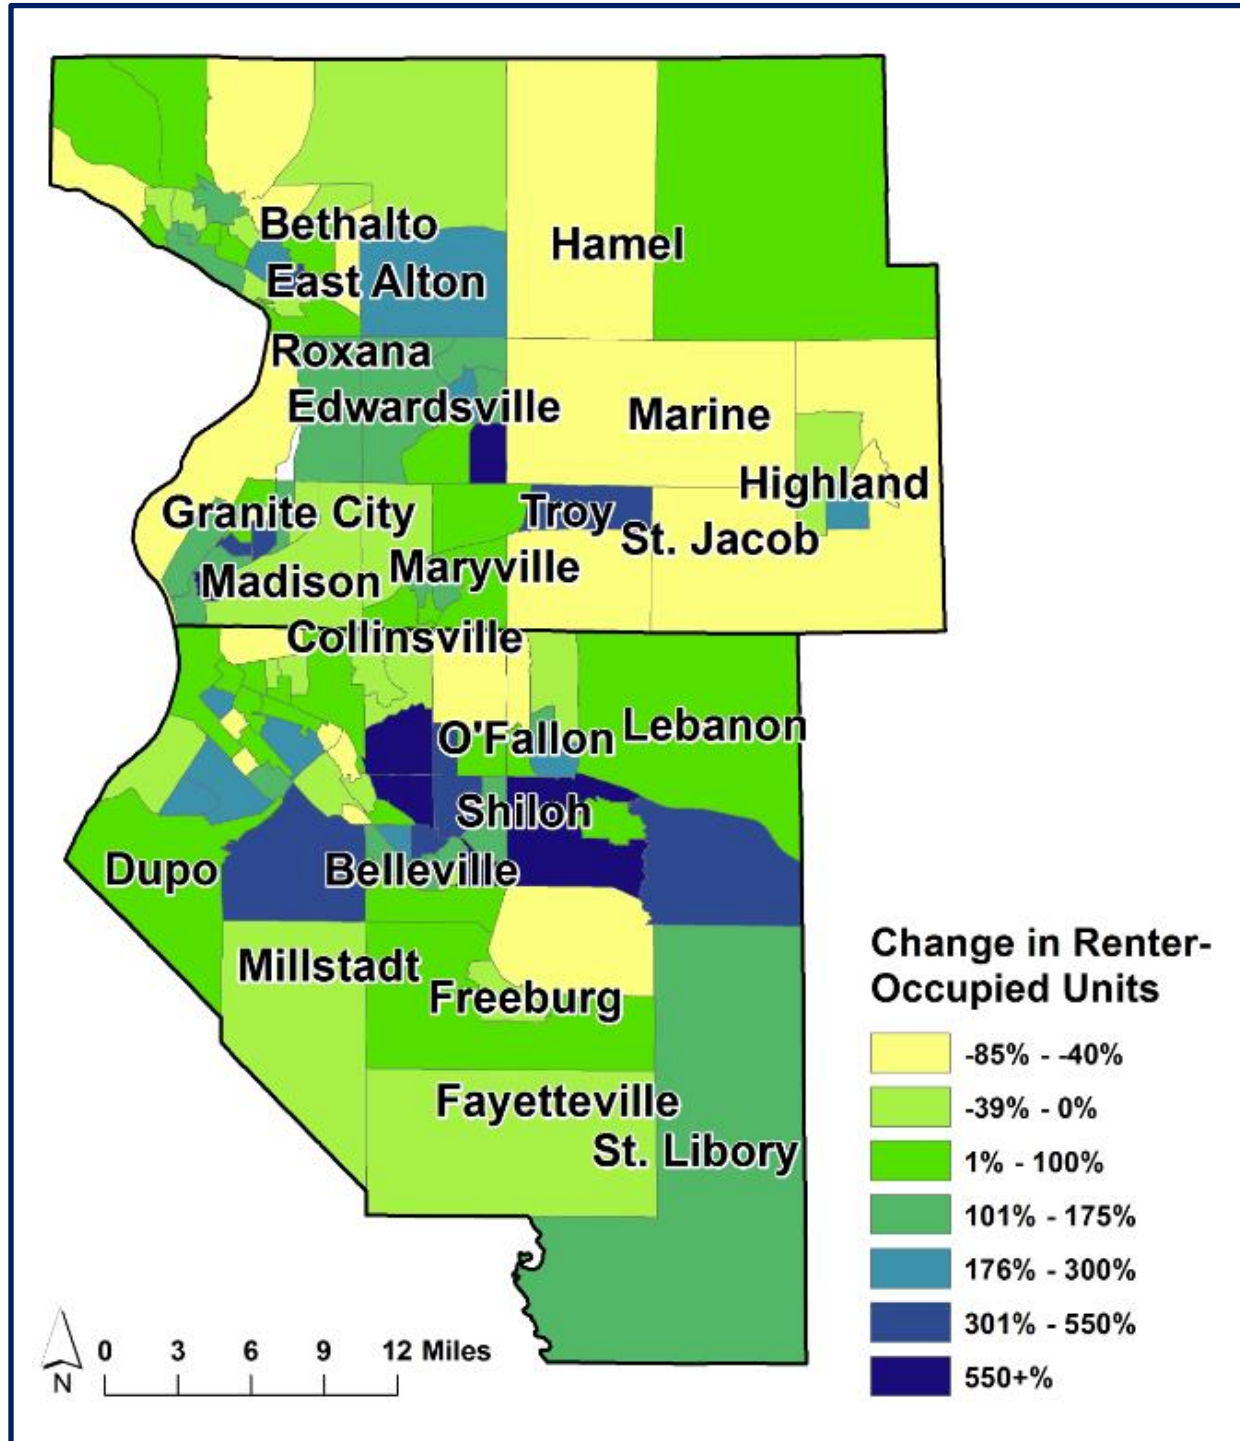 Bethalto
Hamel
East Alton
Roxana
Edwardsville
Marine
Highland
Granite City
Troy
St. Jacob
Madison
Maryville
Collinsville
O'Fallon
Lebanon
Shiloh
Dupo
Belleville
Millstadt
Freeburg
Fayetteville
St. Libory
Change in Renter-
Occupied Units
-85% - -40%
-39% - 0%
1% - 100%
101% - 175%
176% - 300%
301% - 550%
550+%
0 3 6 9 12 Miles
N